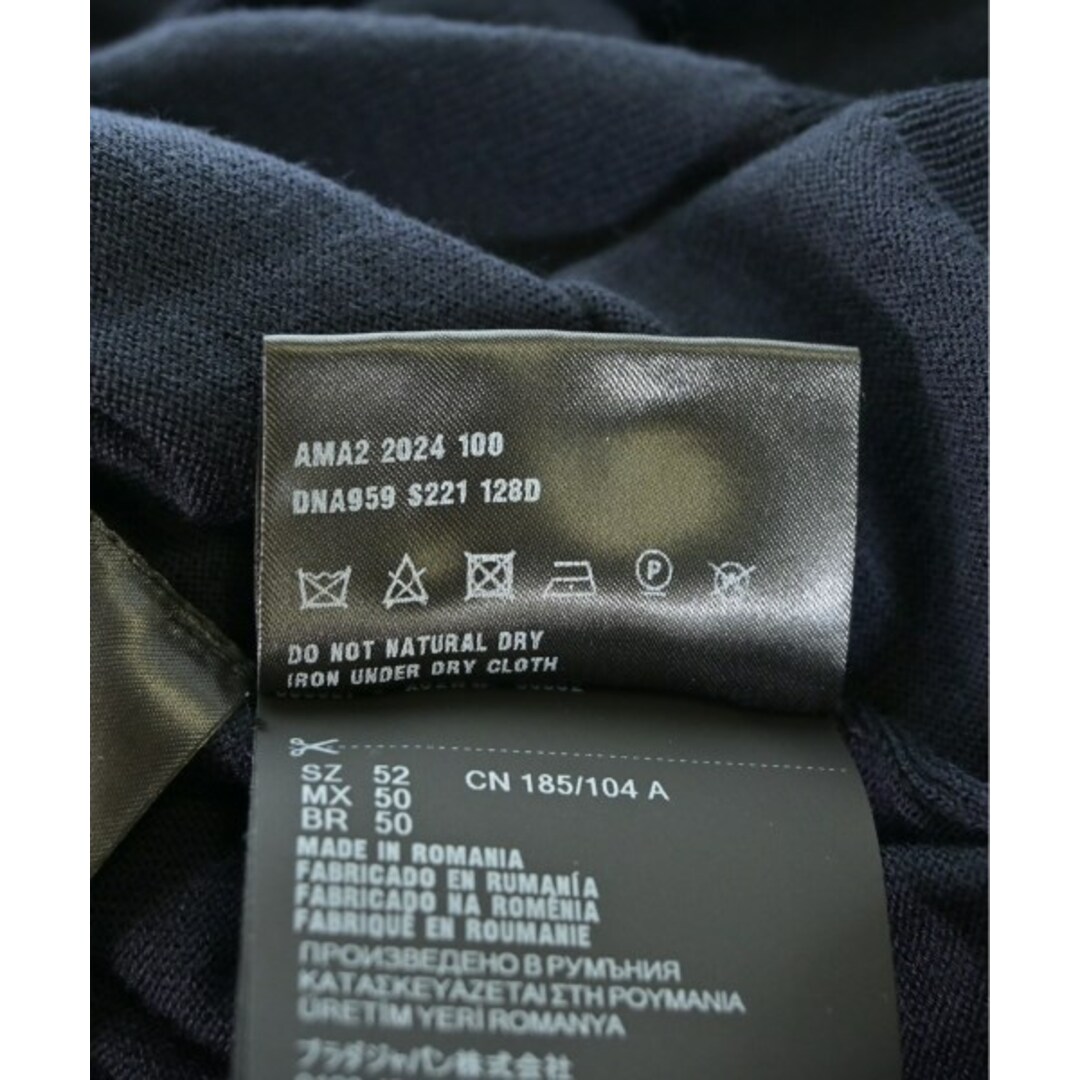 AMA2 2024 100
DNA959 S221 128D
P
DO NOT NATURAL DRY
IRON UNDER DRY CLOTH
SZ 52 CN 185/104 A
MX 50
BR 50
MADE IN ROMANIA
FABRICADO EN RUMANÍA
FABRICADO NA ROMÊNIA
FABRIQUÉ EN ROUMANIE
ПРОИЗВЕДЕНО В РУМЪНИЯ
ΚΑΤΑΣΚΕΥΑΖΕΤΑΙ ΣΤΗ ΡΟΥΜΑΝΙΑ
ÜRETİM YERİ ROMANYA
プラダジャパン株式会社